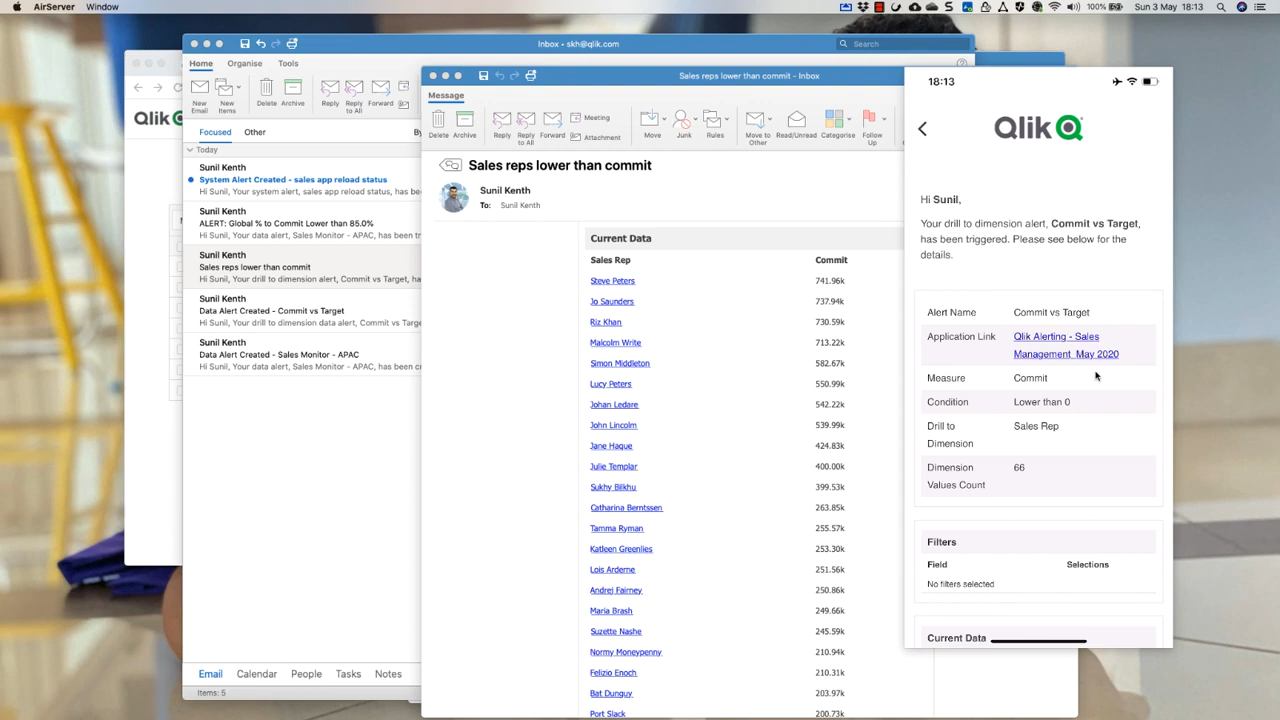 AirServer Window
100%
Sun 3 May 18:13
Inbox • skh@qlik.com
Search
Home Organise Tools
New Email
New Items
Delete
Archive
Reply
Reply to All
Forward
Qlik
Focused Other
By
Today
Sunil Kenth
System Alert Created - sales app reload status
Hi Sunil, Your system alert, sales app reload status, has be
Sunil Kenth
ALERT: Global % to Commit Lower than 85.0%
Hi Sunil, Your data alert, Sales Monitor - APAC, has been tr
Sunil Kenth
Sales reps lower than commit
Hi Sunil, Your drill to dimension alert, Commit vs Target, ha
Sunil Kenth
Data Alert Created - Commit vs Target
Hi Sunil, Your drill to dimension data alert, Commit vs Targe
Sunil Kenth
Data Alert Created - Sales Monitor - APAC
Hi Sunil, Your data alert, Sales Monitor - APAC, has been cr
Email Calendar People Tasks Notes
Items: 5
Sales reps lower than commit - Inbox
Message
Delete
Archive
Reply
Reply to All
Forward
Meeting
Attachment
Move
Junk
Rules
Move to Other
Read/Unread
Categorise
Follow Up
Sales reps lower than commit
Sunil Kenth
To: Sunil Kenth
Current Data
Sales Rep Commit
Steve Peters 741.96k
Jo Saunders 737.94k
Riz Khan 730.59k
Malcolm Write 713.22k
Simon Middleton 582.67k
Lucy Peters 550.99k
Johan Ledare 542.22k
John Lincolm 539.99k
Jane Haque 424.83k
Julie Templar 400.00k
Sukhy Bilkhu 399.53k
Catharina Berntssen 263.85k
Tamma Ryman 255.57k
Katleen Greenlies 253.30k
Lois Arderne 251.56k
Andrej Fairney 250.86k
Maria Brash 249.66k
Suzette Nashe 245.59k
Normy Moneypenny 210.94k
Felizio Enoch 210.31k
Bat Dunguy 203.97k
Port Slack 200.73k
18:13
Qlik
Hi Sunil,
Your drill to dimension alert, Commit vs Target,
has been triggered. Please see below for the
details.
Alert Name Commit vs Target
Application Link Qlik Alerting - Sales
Management May 2020
Measure Commit
Condition Lower than 0
Drill to Sales Rep
Dimension
Dimension 66
Values Count
Filters
Field Selections
No filters selected
Current Data